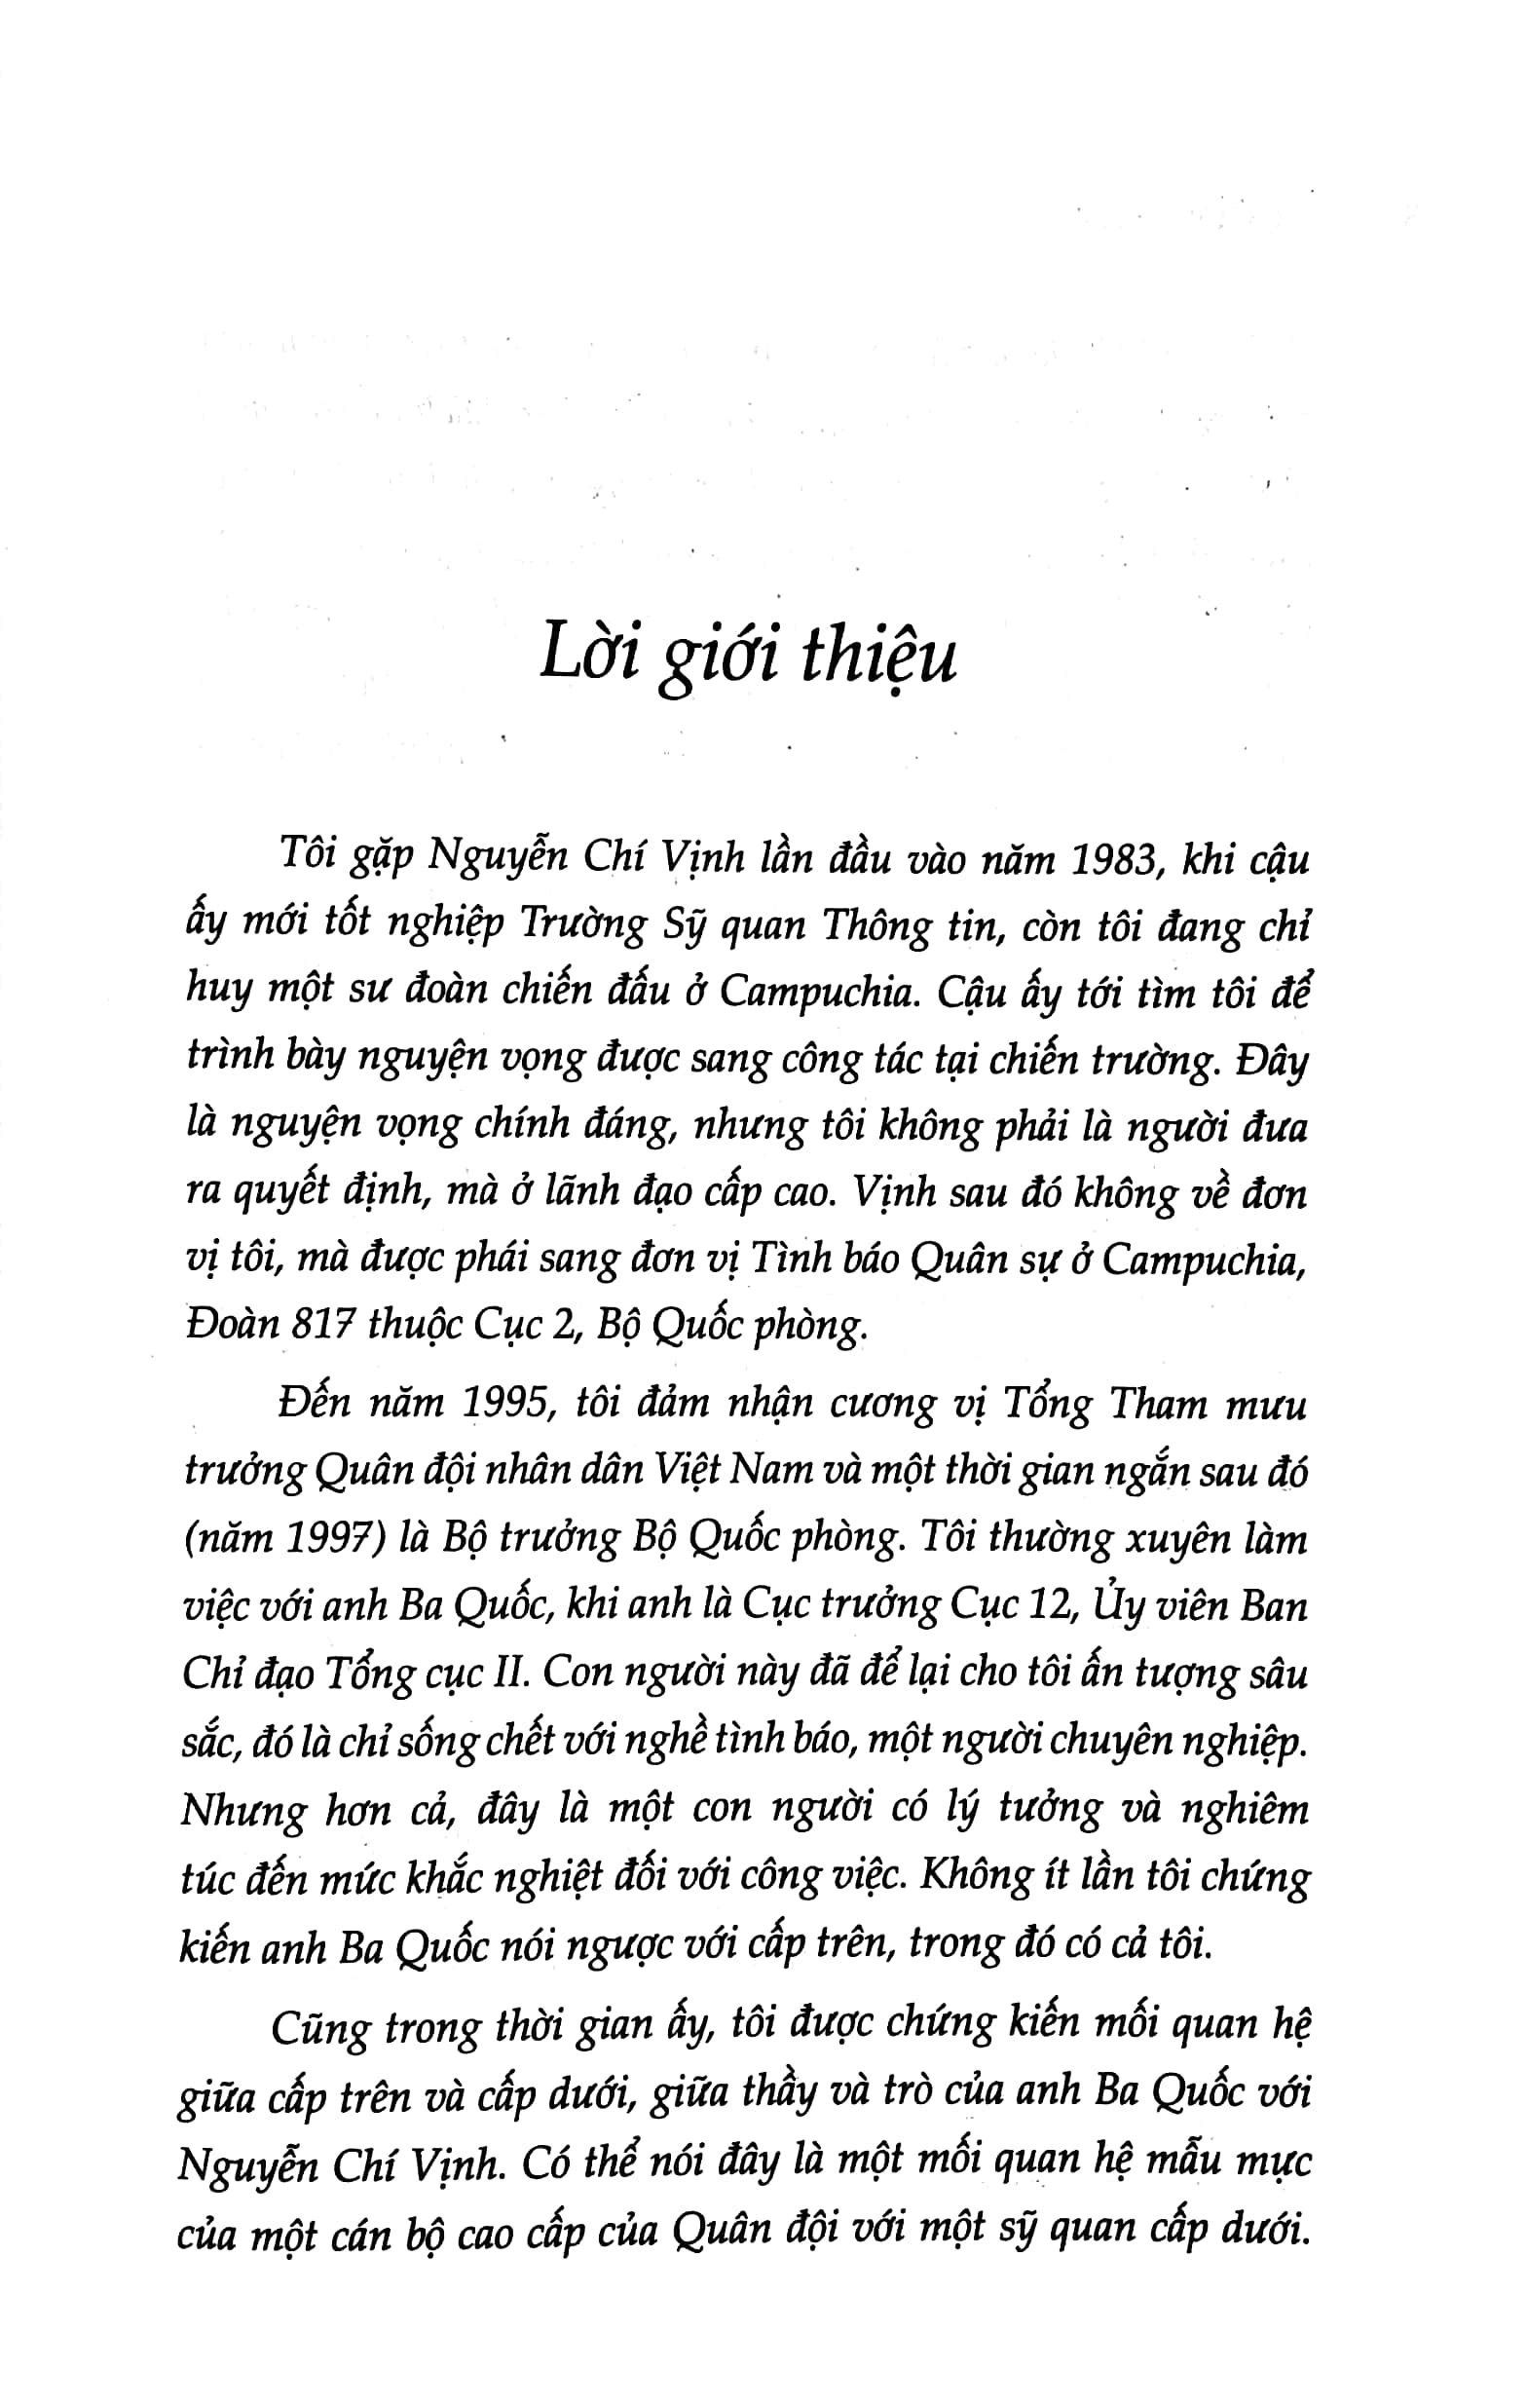 Lời giới thiệu
Tôi gặp Nguyễn Chí Vịnh lần đầu vào năm 1983, khi cậu
ấy mới tốt nghiệp Trường Sỹ quan Thông tin, còn tôi đang chỉ
huy một sư đoàn chiến đấu ở Campuchia. Cậu ấy tới tìm tôi để
trình bày nguyện vọng được sang công tác tại chiến trường. Đây
là nguyện vọng chính đáng, nhưng tôi không phải là người đưa
ra quyết định, mà ở lãnh đạo cấp cao. Vịnh sau đó không về đơn
vị tôi, mà được phái sang đơn vị Tình báo Quân sự ở Campuchia,
Đoàn 817 thuộc Cục 2, Bộ Quốc phòng.
Đến năm 1995, tôi đảm nhận cương vị Tổng Tham mưu
trưởng Quân đội nhân dân Việt Nam và một thời gian ngắn sau đó
(năm 1997) là Bộ trưởng Bộ Quốc phòng. Tôi thường xuyên làm
việc với anh Ba Quốc, khi anh là Cục trưởng Cục 12, Ủy viên Ban
Chỉ đạo Tổng cục II. Con người này đã để lại cho tôi ấn tượng sâu
sắc, đó là chỉ sống chết với nghề tình báo, một người chuyên nghiệp.
Nhưng hơn cả, đây là một con người có lý tưởng và nghiêm
túc đến mức khắc nghiệt đối với công việc. Không ít lần tôi chứng
kiến anh Ba Quốc nói ngược với cấp trên, trong đó có cả tôi.
Cũng trong thời gian ấy, tôi được chứng kiến mối quan hệ
giữa cấp trên và cấp dưới, giữa thầy và trò của anh Ba Quốc với
Nguyễn Chí Vịnh. Có thể nói đây là một mối quan hệ mẫu mực
của một cán bộ cao cấp của Quân đội với một sỹ quan cấp dưới.